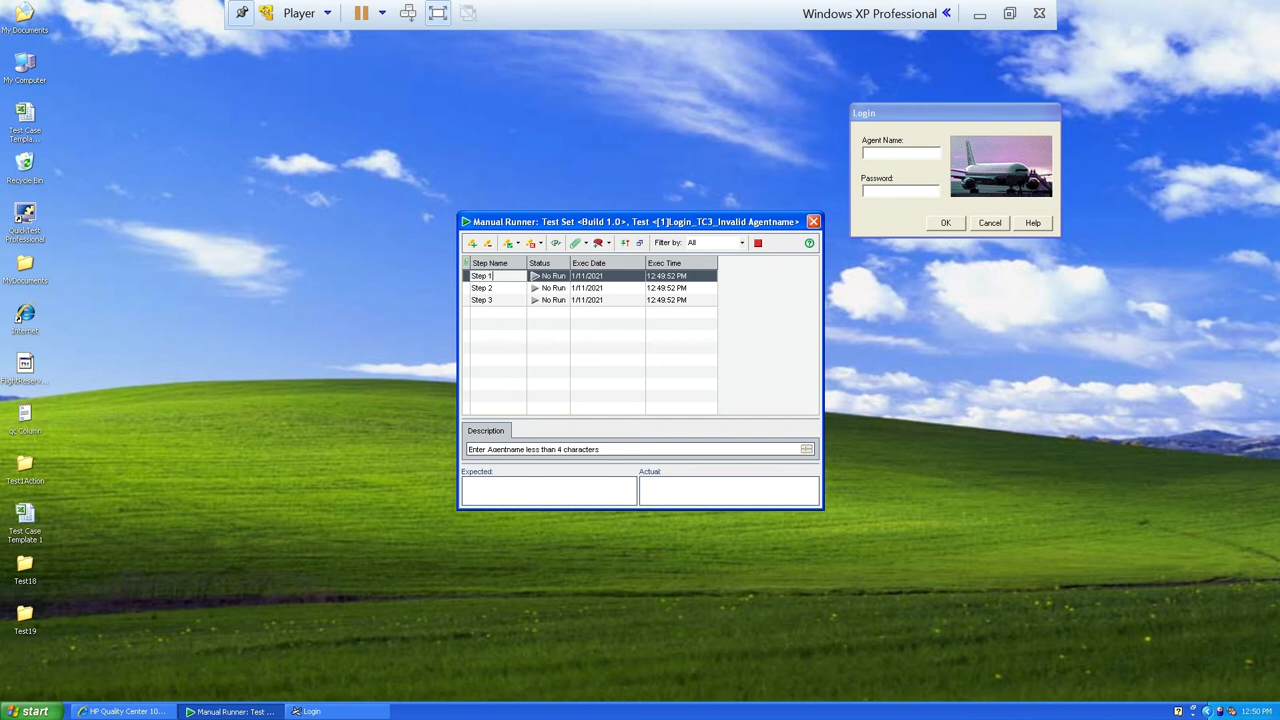 Player
Windows XP Professional
My Documents
My Computer
Test Case
Templa...
Recycle Bin
QuickTest
Professional
MyDocuments
Internet
FlightReserv...
qc Column
Test1Action
Test Case
Template 1
Test18
Test19
Login
Agent Name:
Password:
OK Cancel Help
Manual Runner: Test Set <Build 1.0>, Test <[1]Login_TC3_Invalid Agentname>
Filter by: All
Step Name Status Exec Date Exec Time
Step 1 No Run 1/11/2021 12:49:52 PM
Step 2 No Run 1/11/2021 12:49:52 PM
Step 3 No Run 1/11/2021 12:49:52 PM
Description
Enter Agentname less than 4 characters
Expected: Actual:
start HP Quality Center 10.... Manual Runner: Test ... Login 12:50 PM